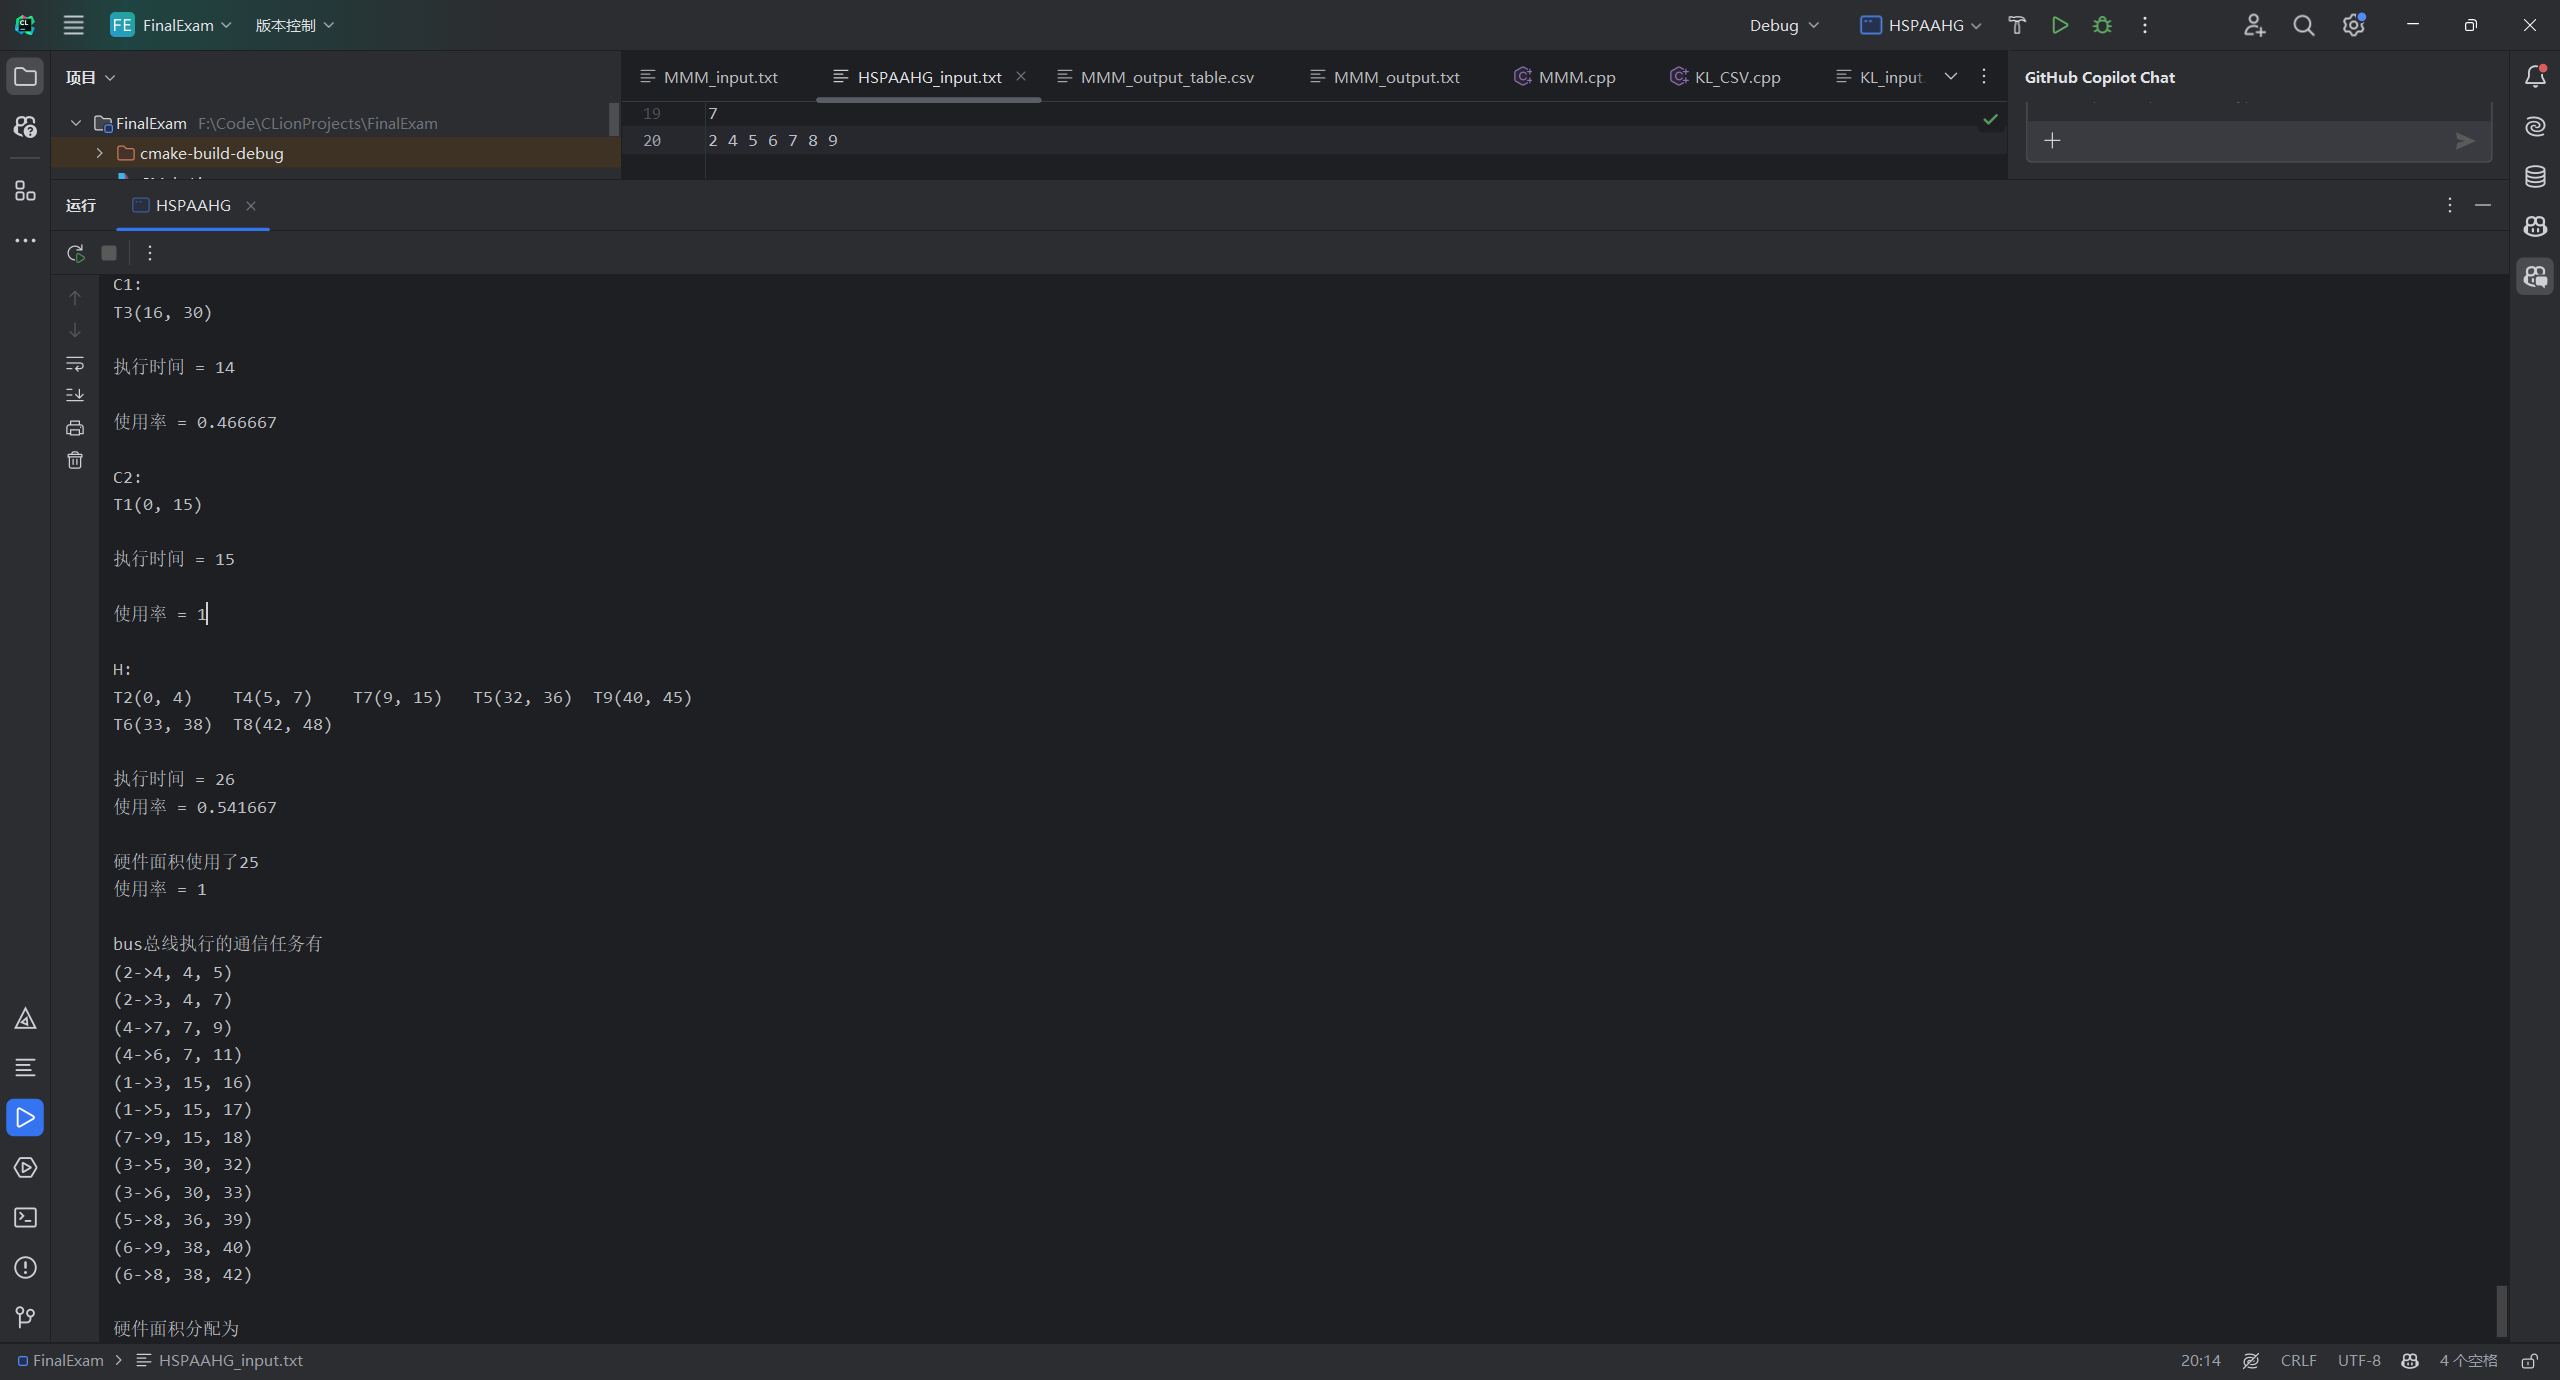 FE FinalExam 版本控制 Debug HSPAAHG
项目
FinalExam F:\Code\CLionProjects\FinalExam
cmake-build-debug
MMM_input.txt HSPAAHG_input.txt MMM_output_table.csv MMM_output.txt MMM.cpp KL_CSV.cpp KL_input
19 7
20 2 4 5 6 7 8 9
GitHub Copilot Chat
运行 HSPAAHG
C1:
T3(16, 30)
执行时间 = 14
使用率 = 0.466667
C2:
T1(0, 15)
执行时间 = 15
使用率 = 1
H:
T2(0, 4) T4(5, 7) T7(9, 15) T5(32, 36) T9(40, 45)
T6(33, 38) T8(42, 48)
执行时间 = 26
使用率 = 0.541667
硬件面积使用了25
使用率 = 1
bus总线执行的通信任务有
(2->4, 4, 5)
(2->3, 4, 7)
(4->7, 7, 9)
(4->6, 7, 11)
(1->3, 15, 16)
(1->5, 15, 17)
(7->9, 15, 18)
(3->5, 30, 32)
(3->6, 30, 33)
(5->8, 36, 39)
(6->9, 38, 40)
(6->8, 38, 42)
硬件面积分配为
FinalExam > HSPAAHG_input.txt 20:14 CRLF UTF-8 4 个空格